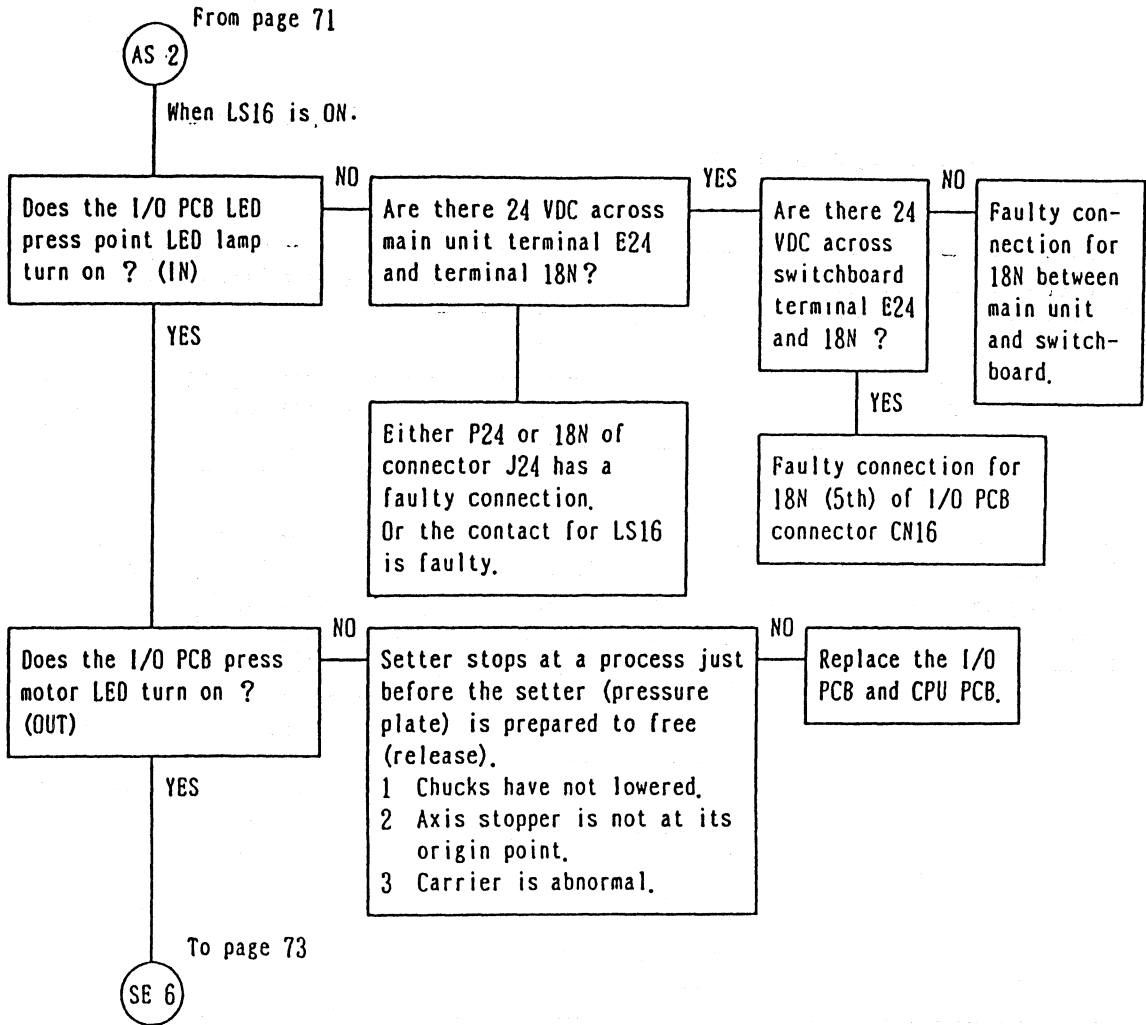 From page 71
AS 2
When LS16 is ON.
Does the I/O PCB LED
press point LED lamp
turn on ? (IN)
NO
Are there 24 VDC across
main unit terminal E24
and terminal 18N?
YES
Are there 24
VDC across
switchboard
terminal E24
and 18N ?
NO
Faulty con-
nection for
18N between
main unit
and switch-
board.
YES
YES
Either P24 or 18N of
connector J24 has a
faulty connection.
Or the contact for LS16
is faulty.
Faulty connection for
18N (5th) of I/O PCB
connector CN16
Does the I/O PCB press
motor LED turn on ?
(OUT)
NO
Setter stops at a process just
before the setter (pressure
plate) is prepared to free
(release).
1 Chucks have not lowered.
2 Axis stopper is not at its
origin point.
3 Carrier is abnormal.
NO
Replace the I/O
PCB and CPU PCB.
YES
To page 73
SE 6